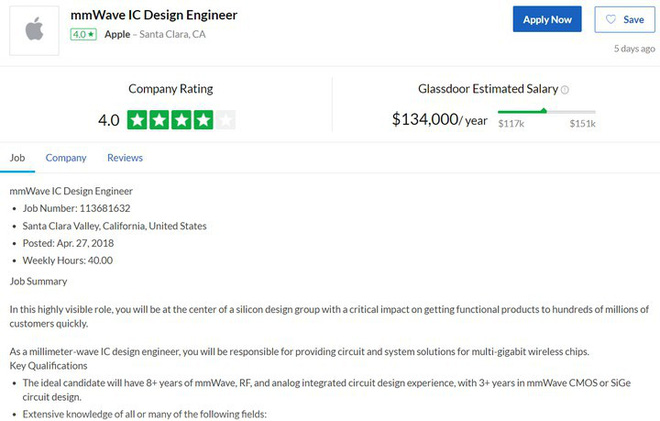 mmWave IC Design Engineer
4.0 ★ Apple – Santa Clara, CA
Apply Now
Save
5 days ago
Company Rating
4.0
Glassdoor Estimated Salary
$134,000/ year
$117k
$151k
Job
Company
Reviews
mmWave IC Design Engineer
• Job Number: 113681632
• Santa Clara Valley, California, United States
• Posted: Apr. 27, 2018
• Weekly Hours: 40.00
Job Summary
In this highly visible role, you will be at the center of a silicon design group with a critical impact on getting functional products to hundreds of millions of
customers quickly.
As a millimeter-wave IC design engineer, you will be responsible for providing circuit and system solutions for multi-gigabit wireless chips.
Key Qualifications
• The ideal candidate will have 8+ years of mmWave, RF, and analog integrated circuit design experience, with 3+ years in mmWave CMOS or SiGe
circuit design.
• Extensive knowledge of all or many of the following fields: